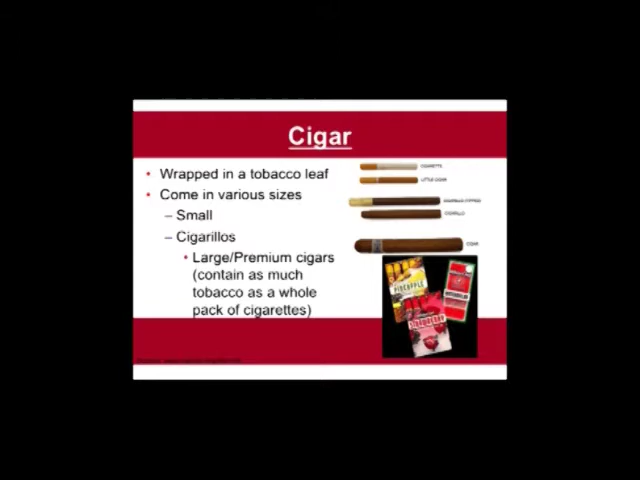 Cigar
• Wrapped in a tobacco leaf
• Come in various sizes
– Small
– Cigarillos
• Large/Premium cigars
(contain as much
tobacco as a whole
pack of cigarettes)
CIGARETTE
LITTLE CIGAR
CIGARILLO
CIGAR
PINEAPPLE
STRAWBERRY